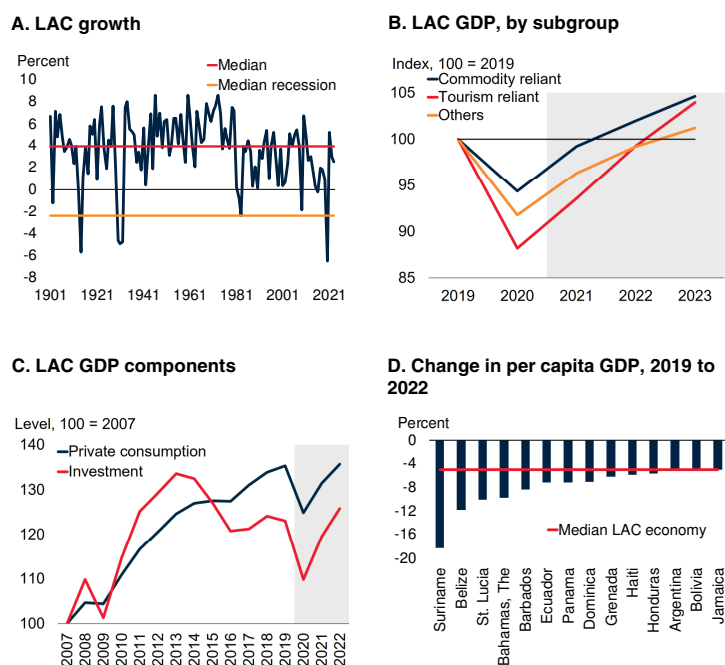 A. LAC growth
Percent
Median
Median recession
10
8
6
4
2
0
-2
-4
-6
-8
1901 1921 1941 1961 1981 2001 2021
B. LAC GDP, by subgroup
Index, 100 = 2019
Commodity reliant
Tourism reliant
Others
105
100
95
90
85
2019 2020 2021 2022 2023
C. LAC GDP components
Level, 100 = 2007
Private consumption
Investment
140
130
120
110
100
2007 2008 2009 2010 2011 2012 2013 2014 2015 2016 2017 2018 2019 2020 2021 2022
D. Change in per capita GDP, 2019 to
2022
Percent
0
-4
-8
-12
-16
-20
Median LAC economy
Suriname
Belize
St. Lucia
Bahamas, The
Barbados
Ecuador
Panama
Dominica
Grenada
Haiti
Honduras
Argentina
Bolivia
Jamaica